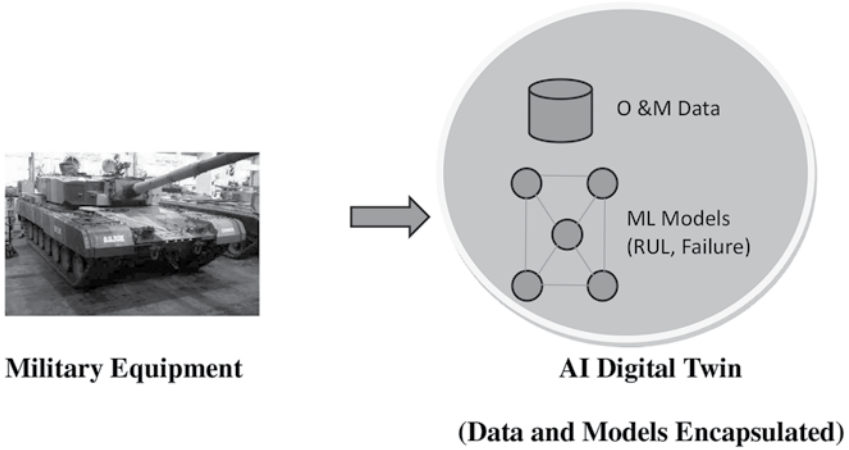 O &M Data
ML Models
(RUL, Failure)
Military Equipment
AI Digital Twin
(Data and Models Encapsulated)